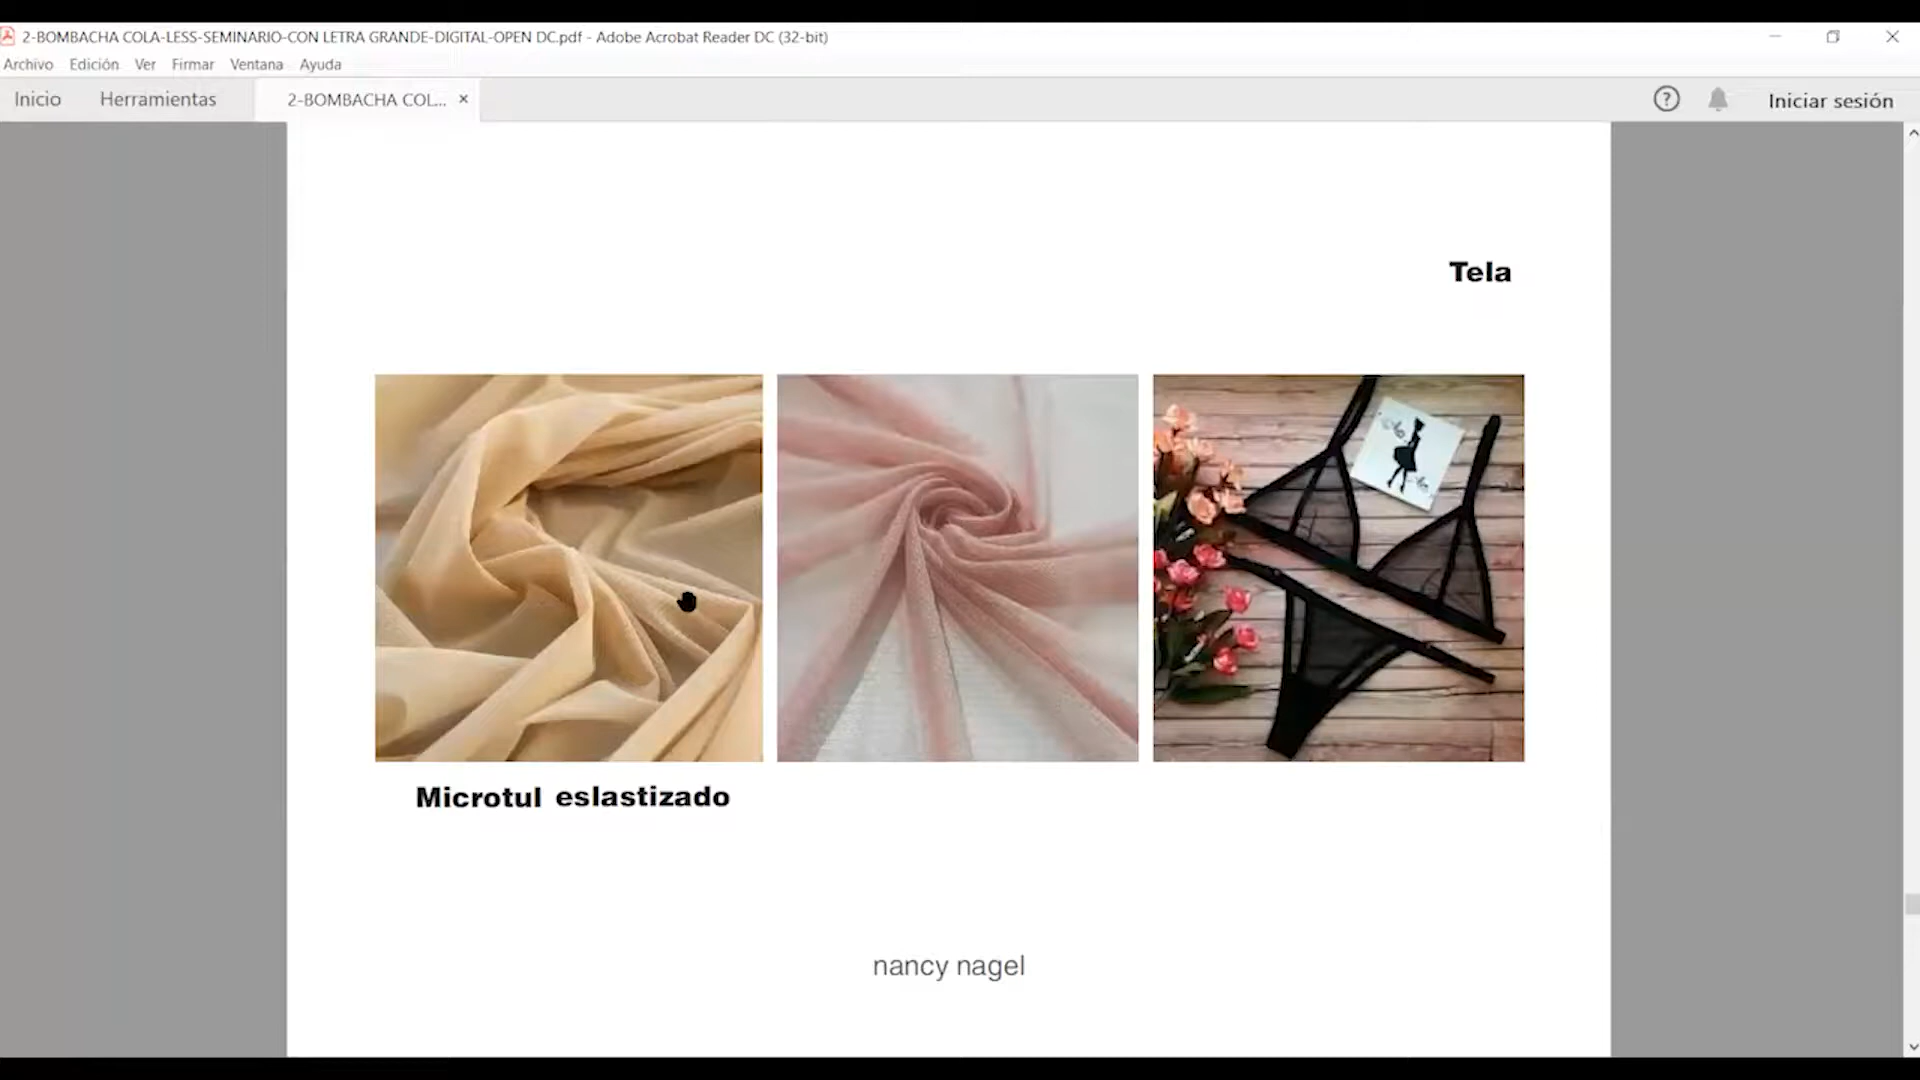 2-BOMBACHA COLA-LESS-SEMINARIO-CON LETRA GRANDE-DIGITAL-OPEN DC.pdf - Adobe Acrobat Reader DC (32-bit)
Archivo Edición Ver Firmar Ventana Ayuda
Inicio Herramientas 2-BOMBACHA COL... × ? Iniciar sesión
Tela
Microtul eslastizado
nancy nagel